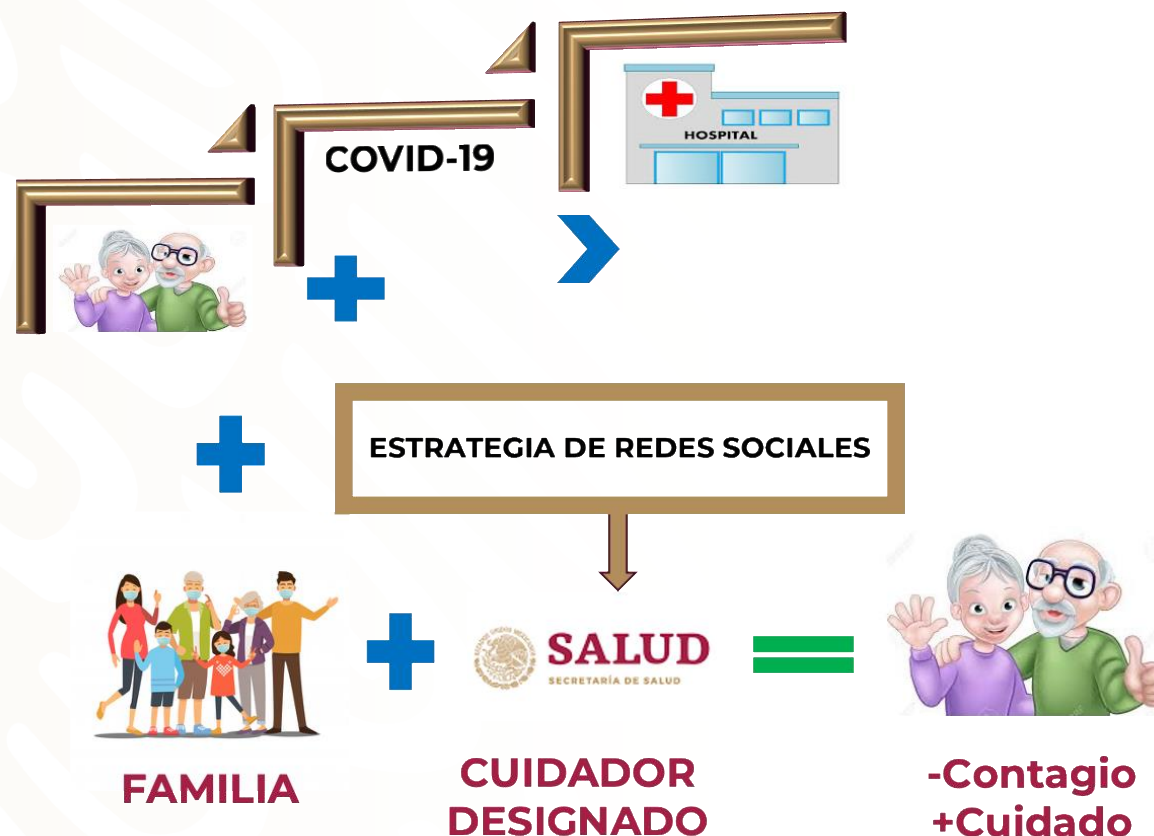 HOSPITAL
COVID-19
ESTRATEGIA DE REDES SOCIALES
SALUD
SECRETARÍA DE SALUD
FAMILIA
CUIDADOR
DESIGNADO
-Contagio
+Cuidado